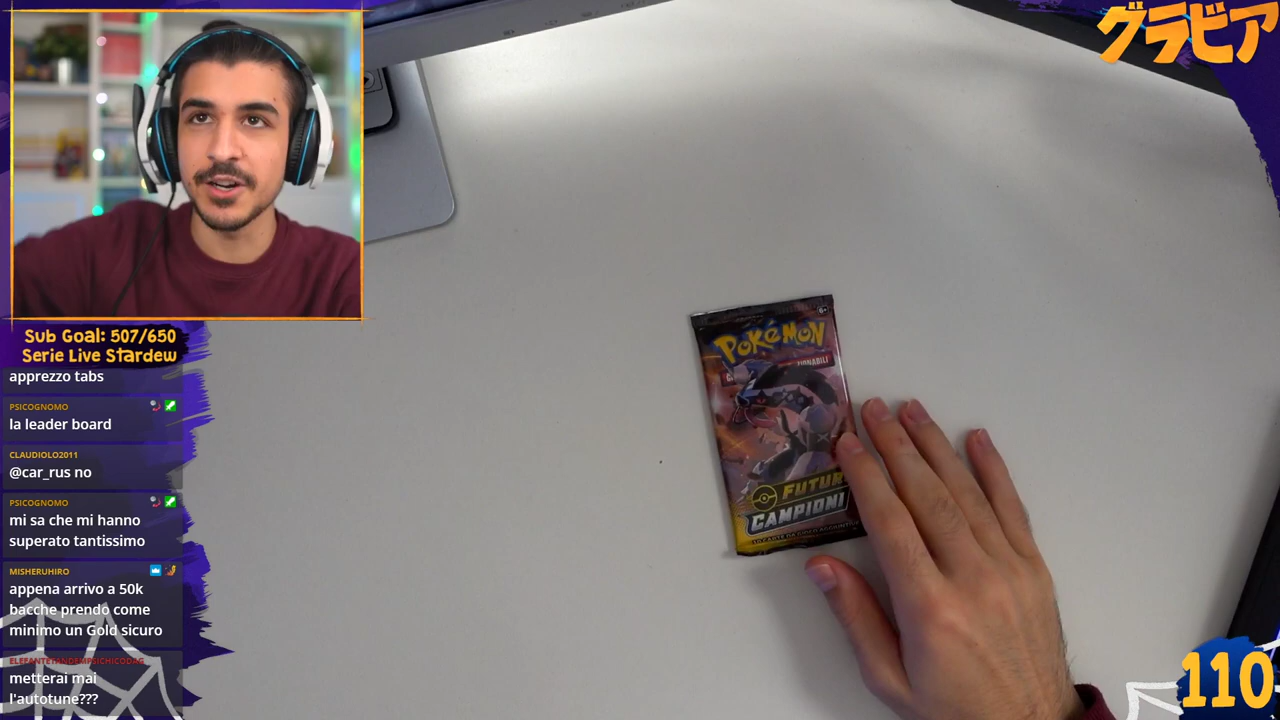 グラビア
Sub Goal: 507/650
Serie Live Stardew
apprezzo tabs
PSICOGNOMO
la leader board
CLAUDIOLO2011
@car_rus no
PSICOGNOMO
mi sa che mi hanno
superato tantissimo
MISHERUHIRO
appena arrivo a 50k
bacche prendo come
minimo un Gold sicuro
metterai mai
l'autotune???
6+
POKÉMON
FUTURI
CAMPIONI
110